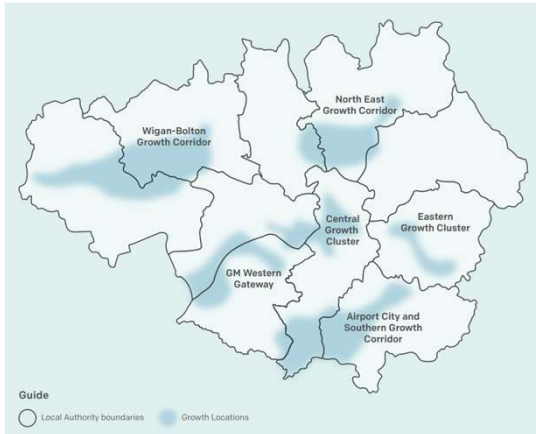 North East
Growth Corridor
Wigan-Bolton
Growth Corridor
Central
Growth
Cluster
Eastern
Growth Cluster
GM Western
Gateway
Airport City and
Southern Growth
Corridor
Guide
Local Authority boundaries
Growth Locations